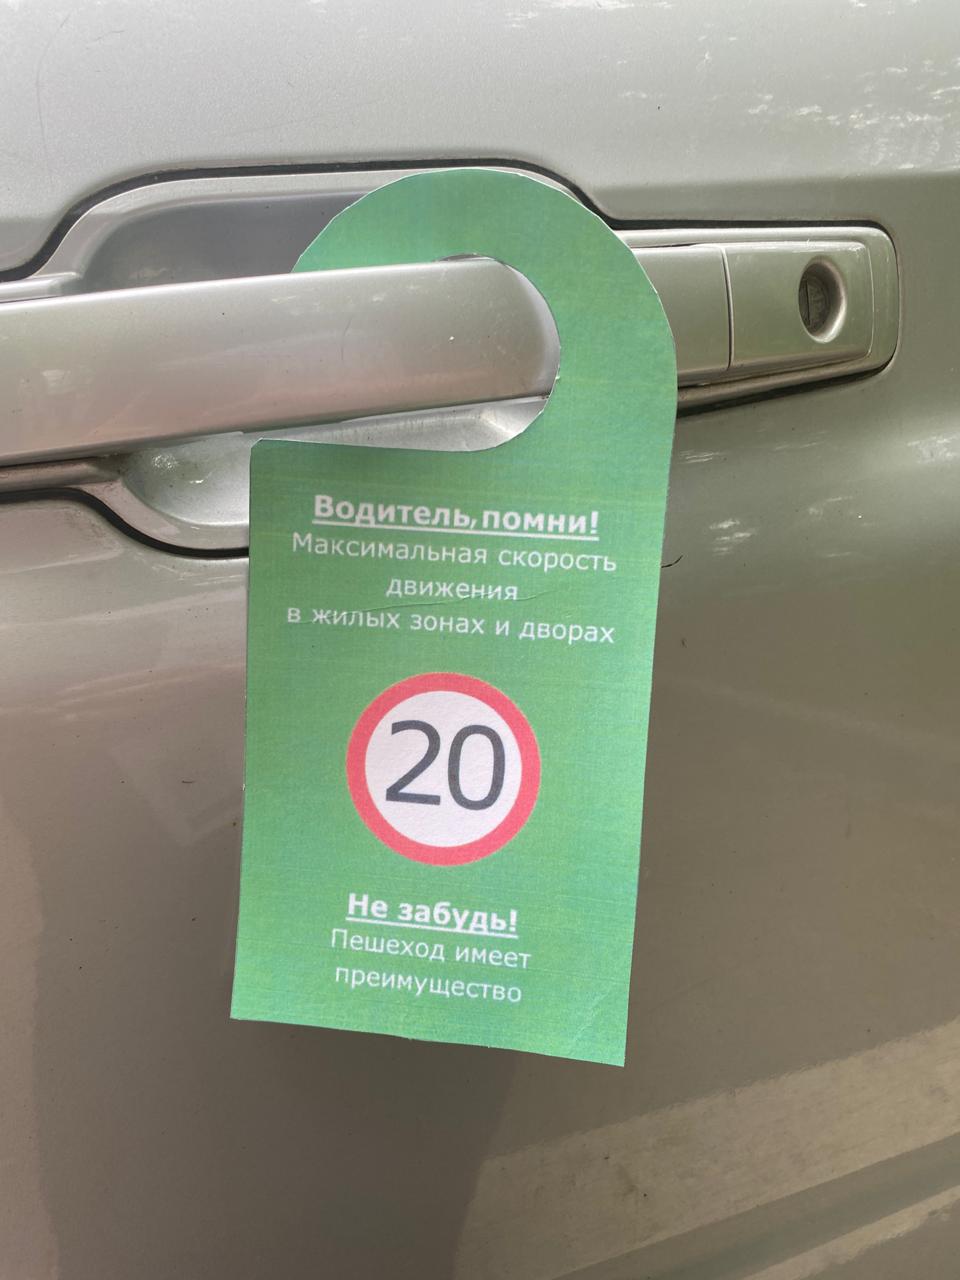 Водитель, помни!
Максимальная скорость
движения
в жилых зонах и дворах
20
Не забудь!
Пешеход имеет
преимущество